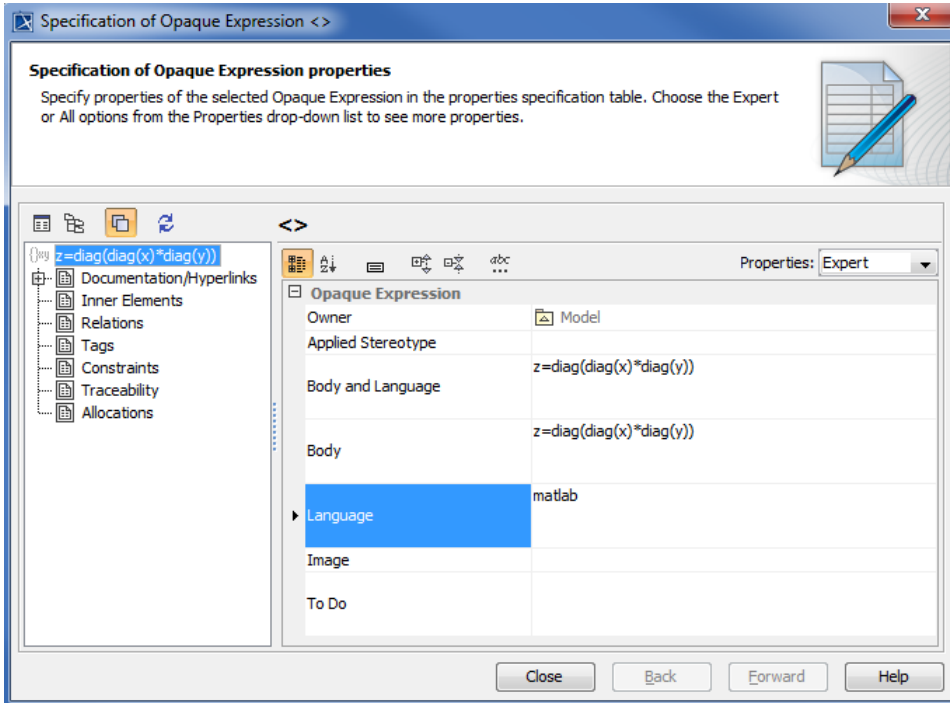 Specification of Opaque Expression <>
x
Specification of Opaque Expression properties
Specify properties of the selected Opaque Expression in the properties specification table. Choose the Expert
or All options from the Properties drop-down list to see more properties.
<>
z=diag(diag(x)*diag(y))
Documentation/Hyperlinks
Inner Elements
Relations
Tags
Constraints
Traceability
Allocations
abc
Properties: Expert
Opaque Expression
Owner Model
Applied Stereotype
Body and Language z=diag(diag(x)*diag(y))
Body z=diag(diag(x)*diag(y))
Language matlab
Image
To Do
Close Back Forward Help